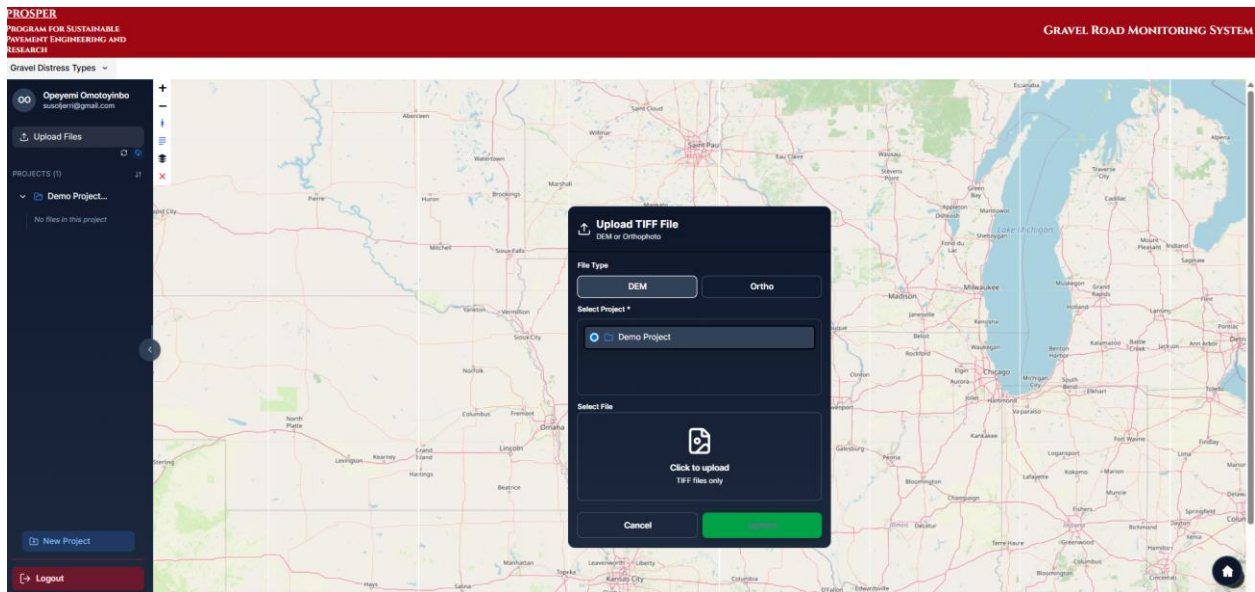 PROSPER
PROGRAM FOR SUSTAINABLE
PAVEMENT ENGINEERING AND
RESEARCH
GRAVEL ROAD MONITORING SYSTEM
Gravel Distress Types
OO
Opeyemi Omotoyinbo
susoljerri@gmail.com
Upload Files
PROJECTS (1)
Demo Project...
No files in this project
New Project
Logout
Upload TIFF File
DEM or Orthophoto
File Type
DEM
Ortho
Select Project *
Demo Project
Select File
Click to upload
TIFF files only
Cancel
Escanaba
Aberdeen
Saint Cloud
Willmar
Saint Paul
Eau Claire
Wausau
Alpena
Watertown
Marshall
Stevens
Point
Green
Bay
Traverse
City
Cadillac
Pierre
Huron
Brookings
Appleton
Oshkosh
Manitowoc
Sheboygan
Lake Michigan
Fond du
Lac
Mount
Pleasant
Midland
Saginaw
Mitchell
Sioux Falls
Madison
Milwaukee
Muskegon
Grand
Rapids
Holland
Lansing
Flint
Yankton
Vermillion
Janesville
Kenosha
Pontiac
Sioux City
Beloit
Rockford
Waukegan
Benton
Harbor
Kalamazoo
Battle
Creek
Jackson
Ann Arbor
Norfolk
Clinton
Elgin
Aurora
Chicago
Michigan
City
South
Bend
Elkhart
Toledo
Joliet
Hammond
Valparaiso
North
Platte
Columbus
Fremont
Omaha
Kankakee
Fort Wayne
Findlay
Sterling
Lexington
Kearney
Grand
Island
Lincoln
Galesburg
Peoria
Logansport
Lima
Hastings
Bloomington
Lafayette
Kokomo
Marion
Beatrice
Champaign
Muncie
Fishers
Springfield
Decatur
Richmond
Dayton
Xenia
Terre Haute
Greenwood
Hamilton
Manhattan
Leavenworth
Liberty
Columbus
Topeka
Kansas City
Columbia
Bloomington
Cincinnati
Hays
Salina
O'Fallon
Edwardsville